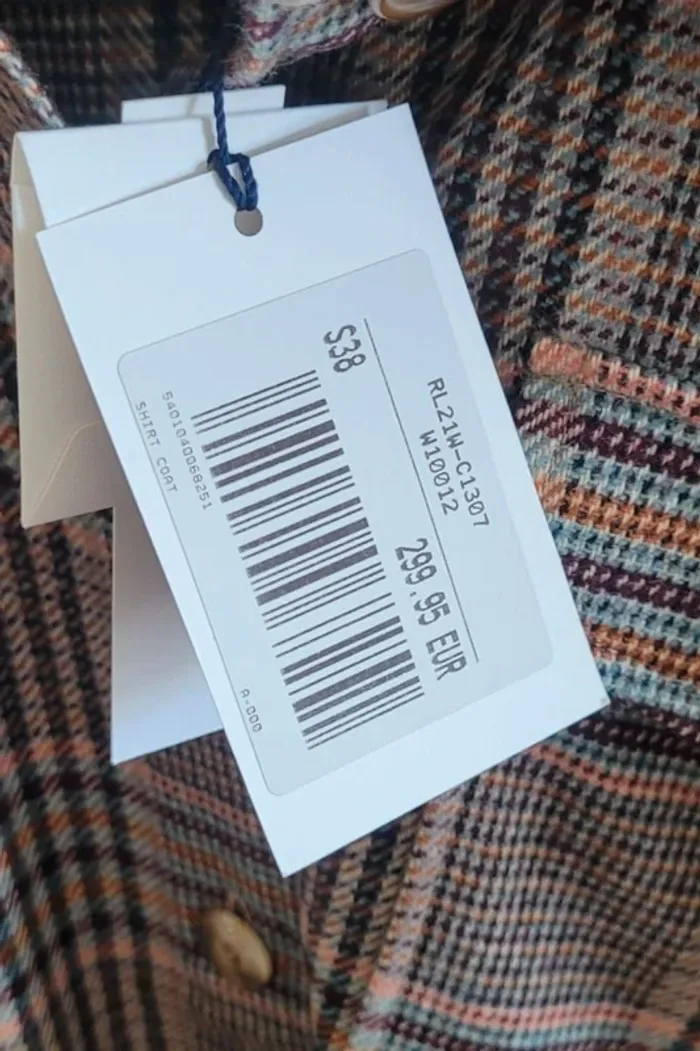 RL21W-C1307
W10012
S38
299.95 EUR
5401040068251
SHIRT COAT
A-000